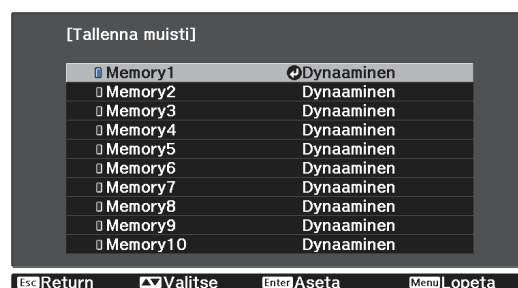 [Tallenna muisti]
Memory1 Dynaaminen
Memory2 Dynaaminen
Memory3 Dynaaminen
Memory4 Dynaaminen
Memory5 Dynaaminen
Memory6 Dynaaminen
Memory7 Dynaaminen
Memory8 Dynaaminen
Memory9 Dynaaminen
Memory10 Dynaaminen
Esc Return Valitse Enter Aseta Menu Lopeta